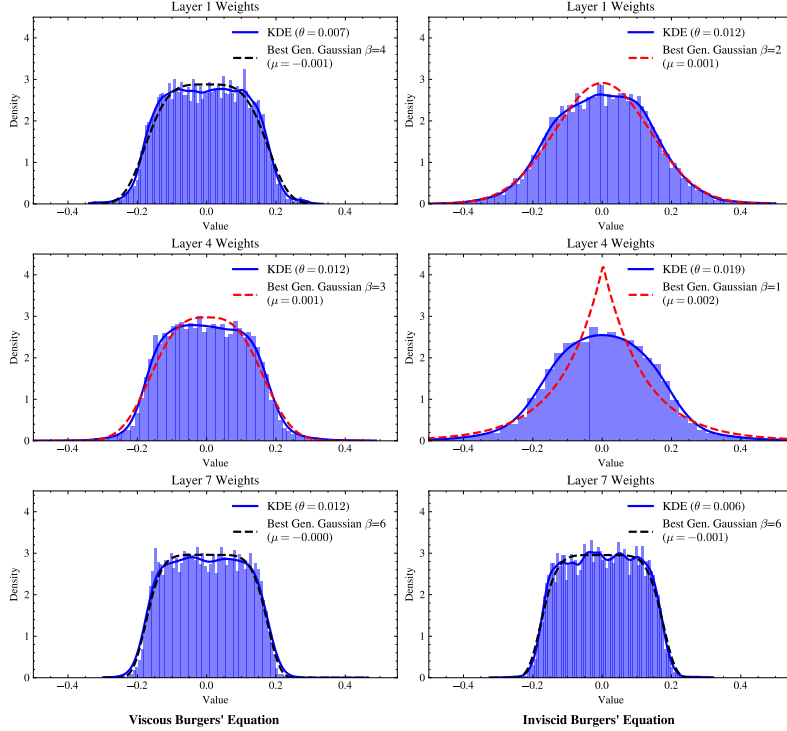 Layer 1 Weights
KDE (θ = 0.007)
Best Gen. Gaussian β=4
(μ = −0.001)
Density
0
1
2
3
4
−0.4
−0.2
0.0
0.2
0.4
Value
Layer 1 Weights
KDE (θ = 0.012)
Best Gen. Gaussian β=2
(μ = 0.001)
Density
0
1
2
3
4
−0.4
−0.2
0.0
0.2
0.4
Value
Layer 4 Weights
KDE (θ = 0.012)
Best Gen. Gaussian β=3
(μ = 0.001)
Density
0
1
2
3
4
−0.4
−0.2
0.0
0.2
0.4
Value
Layer 4 Weights
KDE (θ = 0.019)
Best Gen. Gaussian β=1
(μ = 0.002)
Density
0
1
2
3
4
−0.4
−0.2
0.0
0.2
0.4
Value
Layer 7 Weights
KDE (θ = 0.012)
Best Gen. Gaussian β=6
(μ = −0.000)
Density
0
1
2
3
4
−0.4
−0.2
0.0
0.2
0.4
Value
Layer 7 Weights
KDE (θ = 0.006)
Best Gen. Gaussian β=6
(μ = −0.001)
Density
0
1
2
3
4
−0.4
−0.2
0.0
0.2
0.4
Value
Viscous Burgers' Equation
Inviscid Burgers' Equation